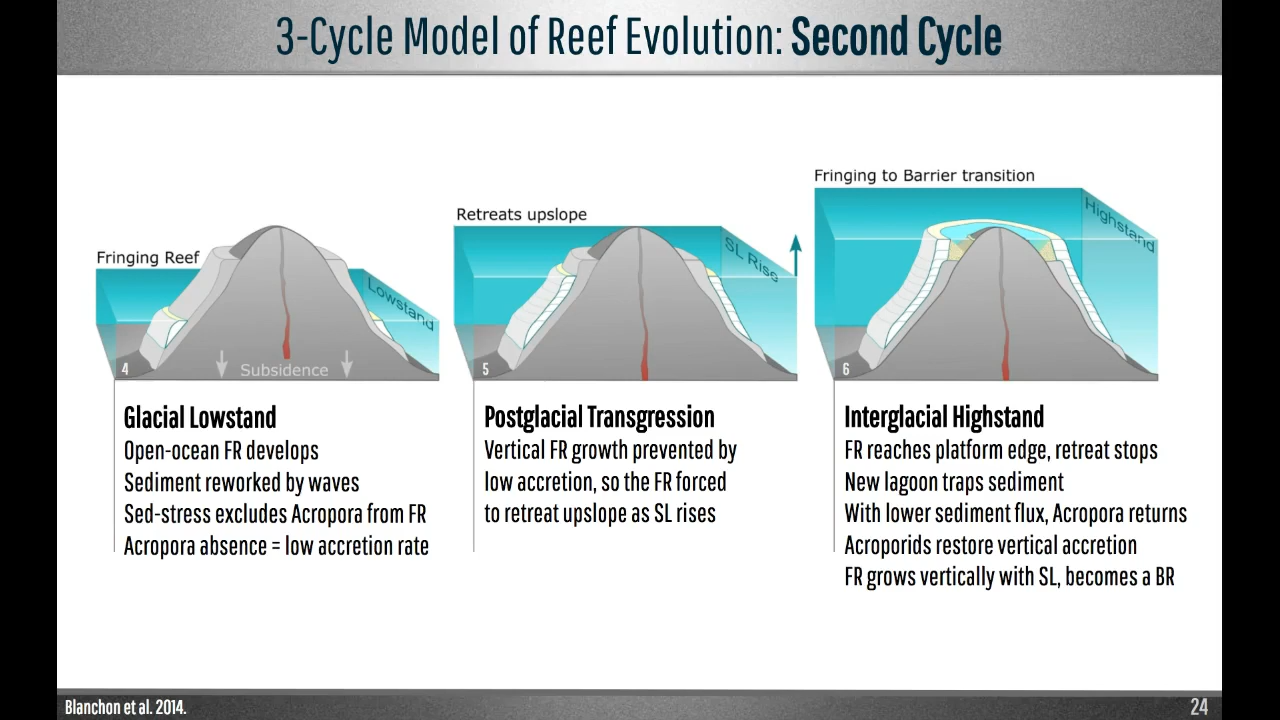 3-Cycle Model of Reef Evolution: Second Cycle
Fringing Reef
Lowstand
Subsidence
4
Glacial Lowstand
Open-ocean FR develops
Sediment reworked by waves
Sed-stress excludes Acropora from FR
Acropora absence = low accretion rate
Retreats upslope
SL Rise
5
Postglacial Transgression
Vertical FR growth prevented by
low accretion, so the FR forced
to retreat upslope as SL rises
Fringing to Barrier transition
Highstand
6
Interglacial Highstand
FR reaches platform edge, retreat stops
New lagoon traps sediment
With lower sediment flux, Acropora returns
Acroporids restore vertical accretion
FR grows vertically with SL, becomes a BR
Blanchon et al. 2014.
24